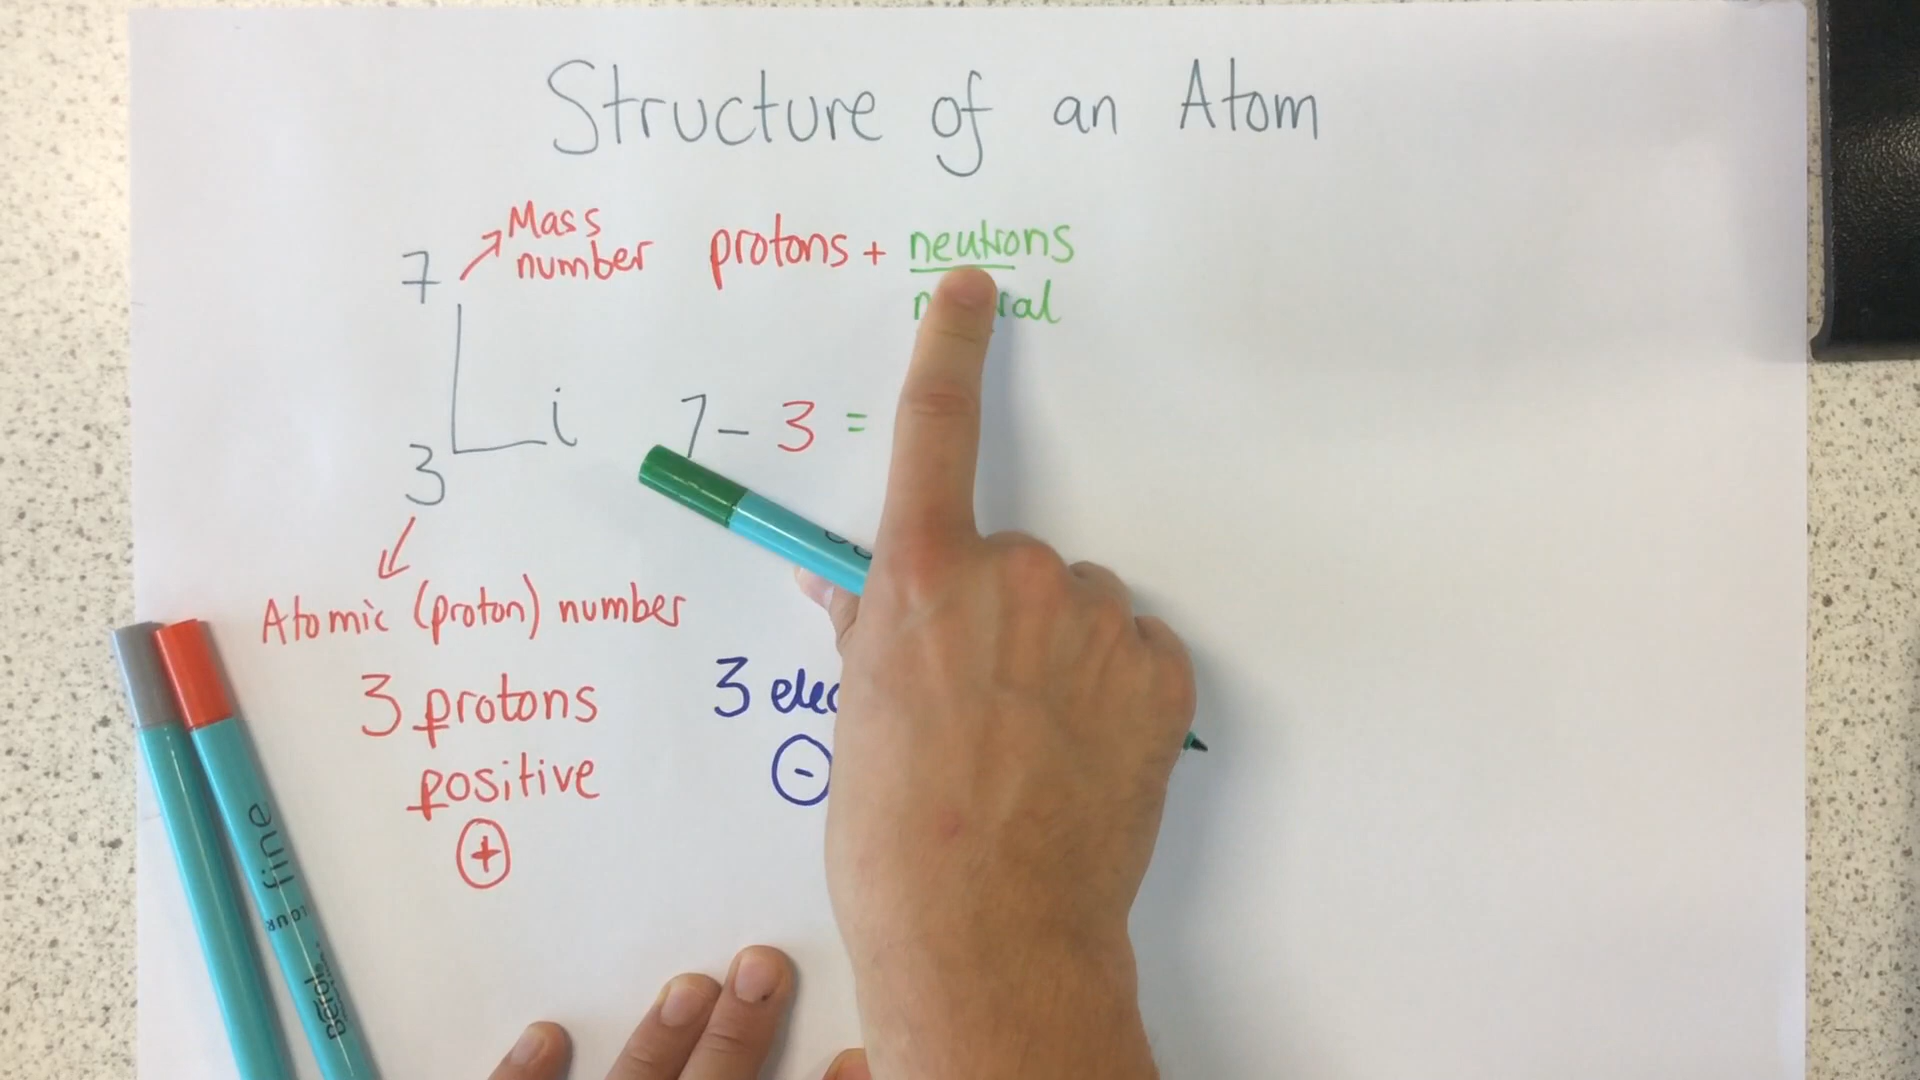 Structure of an Atom
Mass
number
protons + neutrons
7
Li
7 - 3 =
3
Atomic (proton) number
3 protons
3
positive
+
-
fine
Berol